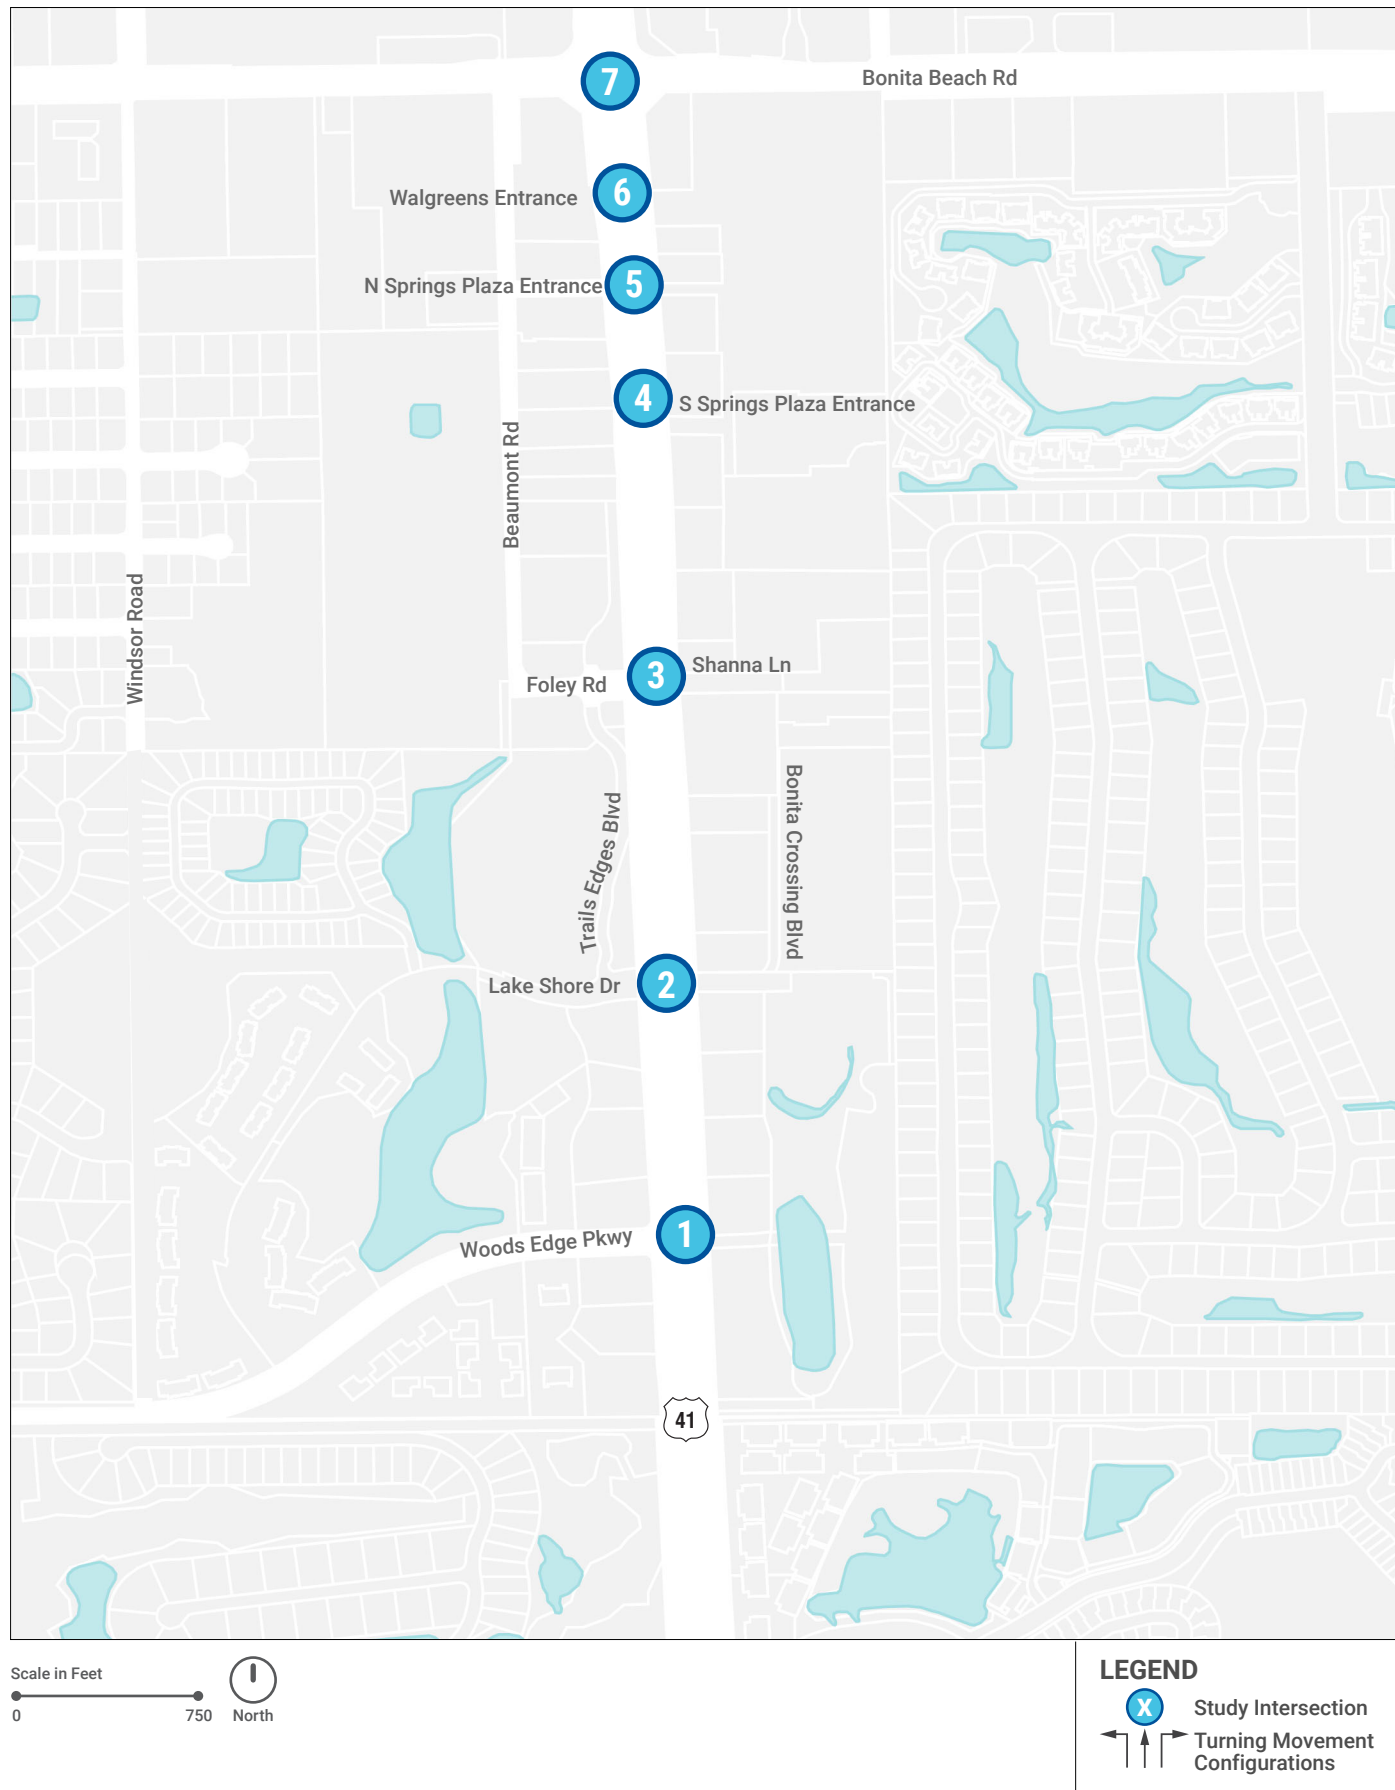 7
Bonita Beach Rd
Walgreens Entrance
6
N Springs Plaza Entrance
5
4
S Springs Plaza Entrance
Beaumont Rd
Windsor Road
3
Shanna Ln
Foley Rd
Trails Edges Blvd
Bonita Crossing Blvd
Lake Shore Dr
2
Woods Edge Pkwy
1
41
Scale in Feet
0
750
North
LEGEND
X
Study Intersection
Turning Movement
Configurations